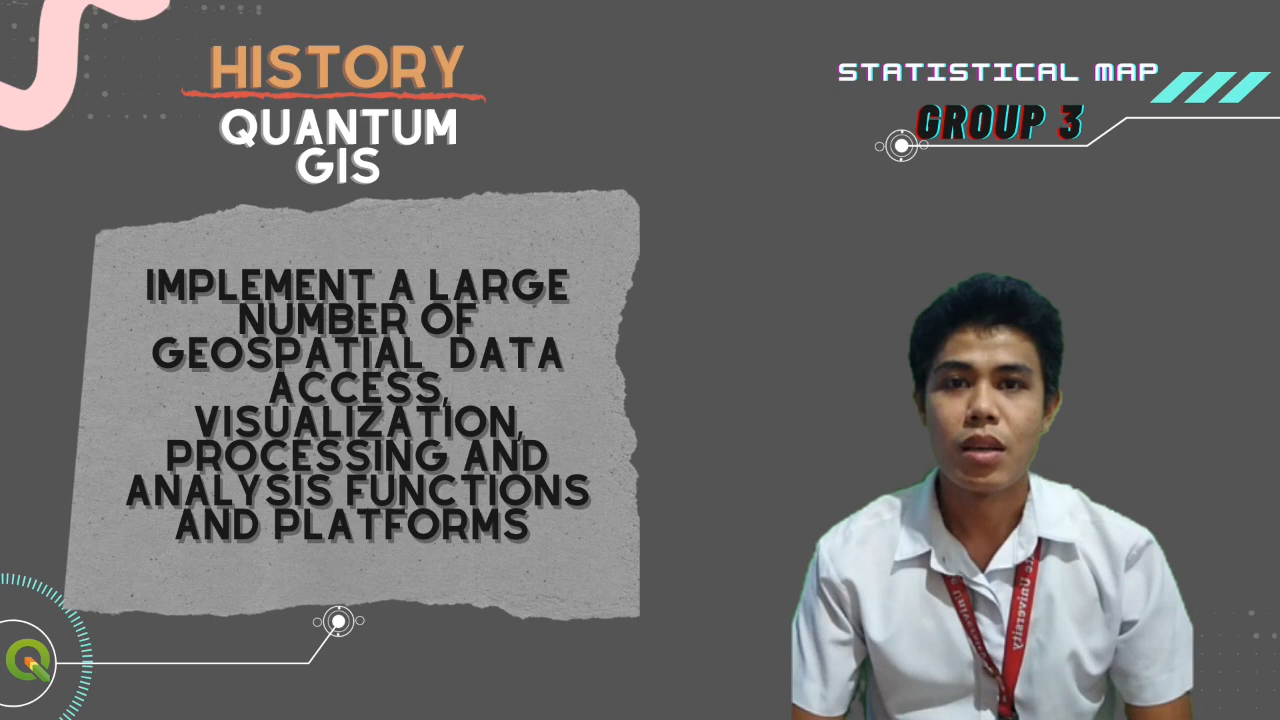 HISTORY
QUANTUM
GIS
STATISTICAL MAP
GROUP 3
IMPLEMENT A LARGE
NUMBER OF
GEOSPATIAL DATA
ACCESS,
VISUALIZATION,
PROCESSING AND
ANALYSIS FUNCTIONS
AND PLATFORMS
University